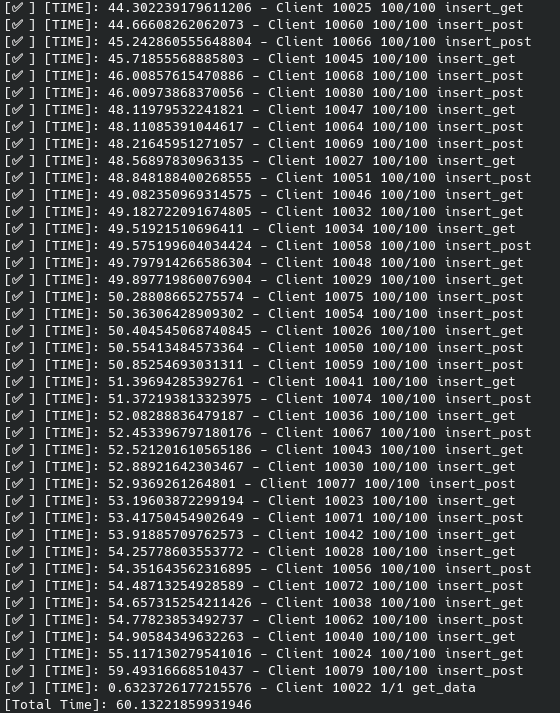 [✅] [TIME]: 44.302239179611206 – Client 10025 100/100 insert_get
[✅] [TIME]: 44.66608262062073 – Client 10060 100/100 insert_post
[✅] [TIME]: 45.242860555648804 – Client 10066 100/100 insert_post
[✅] [TIME]: 45.71855568885803 – Client 10045 100/100 insert_get
[✅] [TIME]: 46.00857615470886 – Client 10068 100/100 insert_post
[✅] [TIME]: 46.00973868370056 – Client 10080 100/100 insert_post
[✅] [TIME]: 48.11979532241821 – Client 10047 100/100 insert_get
[✅] [TIME]: 48.11085391044617 – Client 10064 100/100 insert_post
[✅] [TIME]: 48.21645951271057 – Client 10069 100/100 insert_post
[✅] [TIME]: 48.56897830963135 – Client 10027 100/100 insert_get
[✅] [TIME]: 48.848188400268555 – Client 10051 100/100 insert_post
[✅] [TIME]: 49.082350969314575 – Client 10046 100/100 insert_get
[✅] [TIME]: 49.182722091674805 – Client 10032 100/100 insert_get
[✅] [TIME]: 49.51921510696411 – Client 10034 100/100 insert_get
[✅] [TIME]: 49.575199604034424 – Client 10058 100/100 insert_post
[✅] [TIME]: 49.797914266586304 – Client 10048 100/100 insert_get
[✅] [TIME]: 49.897719860076904 – Client 10029 100/100 insert_get
[✅] [TIME]: 50.28808665275574 – Client 10075 100/100 insert_post
[✅] [TIME]: 50.36306428909302 – Client 10054 100/100 insert_post
[✅] [TIME]: 50.404545068740845 – Client 10026 100/100 insert_get
[✅] [TIME]: 50.55413484573364 – Client 10050 100/100 insert_post
[✅] [TIME]: 50.85254693031311 – Client 10059 100/100 insert_post
[✅] [TIME]: 51.39694285392761 – Client 10041 100/100 insert_get
[✅] [TIME]: 51.372193813323975 – Client 10074 100/100 insert_post
[✅] [TIME]: 52.08288836479187 – Client 10036 100/100 insert_get
[✅] [TIME]: 52.453396797180176 – Client 10067 100/100 insert_post
[✅] [TIME]: 52.521201610565186 – Client 10043 100/100 insert_get
[✅] [TIME]: 52.88921642303467 – Client 10030 100/100 insert_get
[✅] [TIME]: 52.9369261264801 – Client 10077 100/100 insert_post
[✅] [TIME]: 53.19603872299194 – Client 10023 100/100 insert_get
[✅] [TIME]: 53.41750454902649 – Client 10071 100/100 insert_post
[✅] [TIME]: 53.91885709762573 – Client 10042 100/100 insert_get
[✅] [TIME]: 54.25778603553772 – Client 10028 100/100 insert_get
[✅] [TIME]: 54.351643562316895 – Client 10056 100/100 insert_post
[✅] [TIME]: 54.48713254928589 – Client 10072 100/100 insert_post
[✅] [TIME]: 54.657315254211426 – Client 10038 100/100 insert_get
[✅] [TIME]: 54.77823853492737 – Client 10062 100/100 insert_post
[✅] [TIME]: 54.90584349632263 – Client 10040 100/100 insert_get
[✅] [TIME]: 55.117130279541016 – Client 10024 100/100 insert_get
[✅] [TIME]: 59.49316668510437 – Client 10079 100/100 insert_post
[✅] [TIME]: 0.6323726177215576 – Client 10022 1/1 get_data
[Total Time]: 60.13221859931946